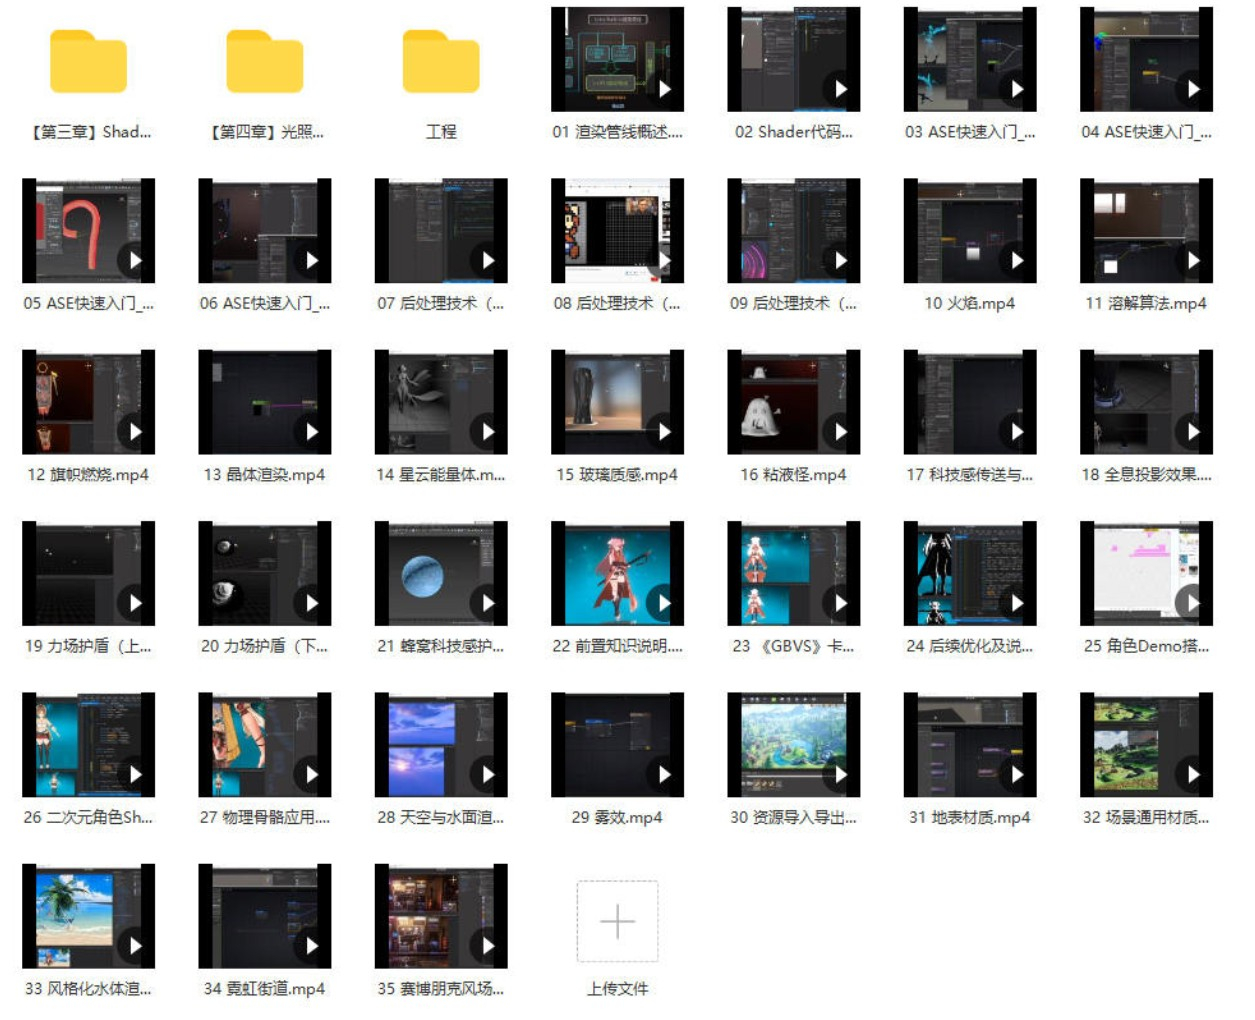 【第三章】Shad...
【第四章】光照...
工程
01 渲染管线概述....
02 Shader代码...
03 ASE快速入门_...
04 ASE快速入门_...
05 ASE快速入门_...
06 ASE快速入门_...
07 后处理技术（...
08 后处理技术（...
09 后处理技术（...
10 火焰.mp4
11 溶解算法.mp4
12 旗帜燃烧.mp4
13 晶体渲染.mp4
14 星云能量体.m...
15 玻璃质感.mp4
16 粘液怪.mp4
17 科技感传送与...
18 全息投影效果....
19 力场护盾（上...
20 力场护盾（下...
21 蜂窝科技感护...
22 前置知识说明....
23 《GBVS》卡...
24 后续优化及说...
25 角色Demo搭...
26 二次元角色Sh...
27 物理骨骼应用....
28 天空与水面渲...
29 雾效.mp4
30 资源导入导出...
31 地表材质.mp4
32 场景通用材质...
33 风格化水体渲...
34 霓虹街道.mp4
35 赛博朋克风场...
上传文件